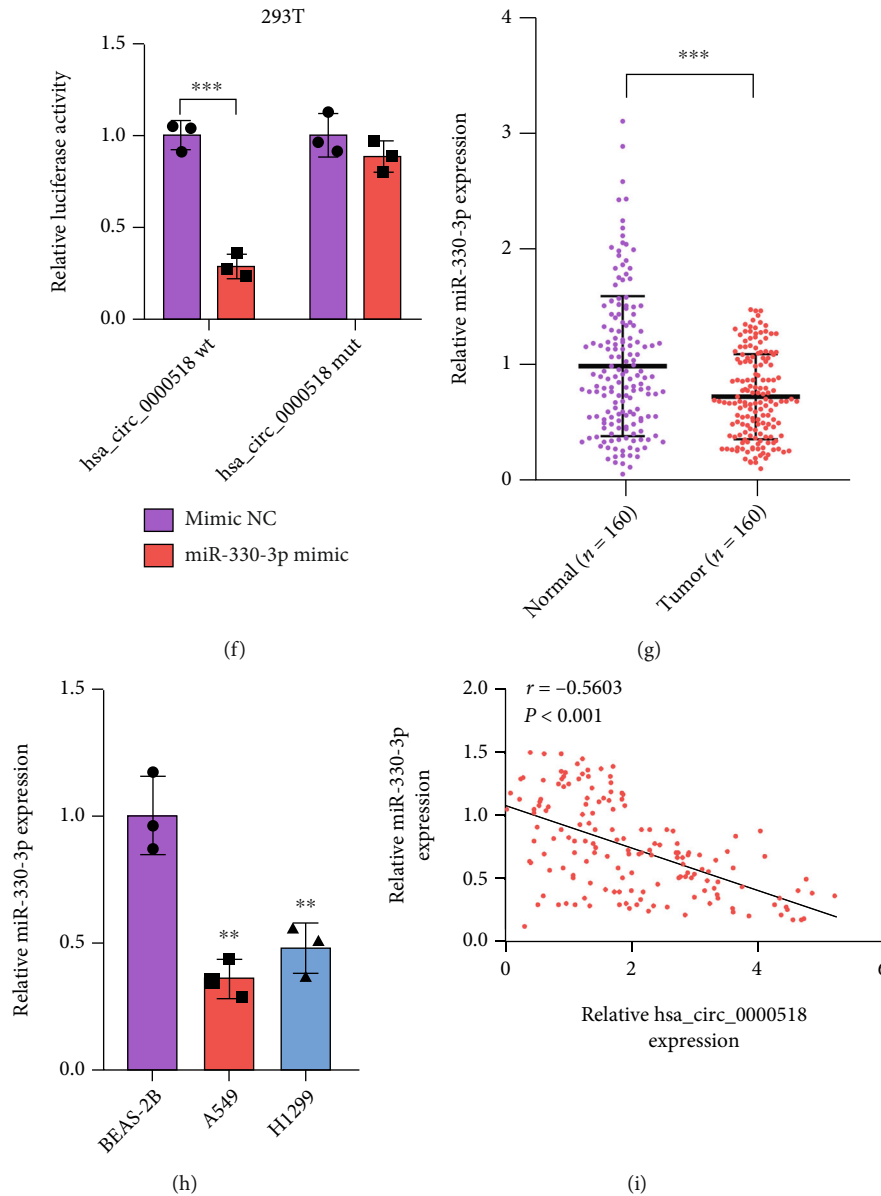 293T
Relative luciferase activity
1.5
1.0
0.5
0.0
***
hsa_circ_0000518 wt
hsa_circ_0000518 mut
Mimic NC
miR-330-3p mimic
(f)
Relative miR-330-3p expression
4
3
2
1
0
***
Normal (n = 160)
Tumor (n = 160)
(g)
Relative miR-330-3p expression
1.5
1.0
0.5
0.0
**
**
BEAS-2B
A549
H1299
(h)
Relative miR-330-3p
expression
2.0
1.5
1.0
0.5
0.0
r = –0.5603
P < 0.001
0 2 4 6
Relative hsa_circ_0000518
expression
(i)